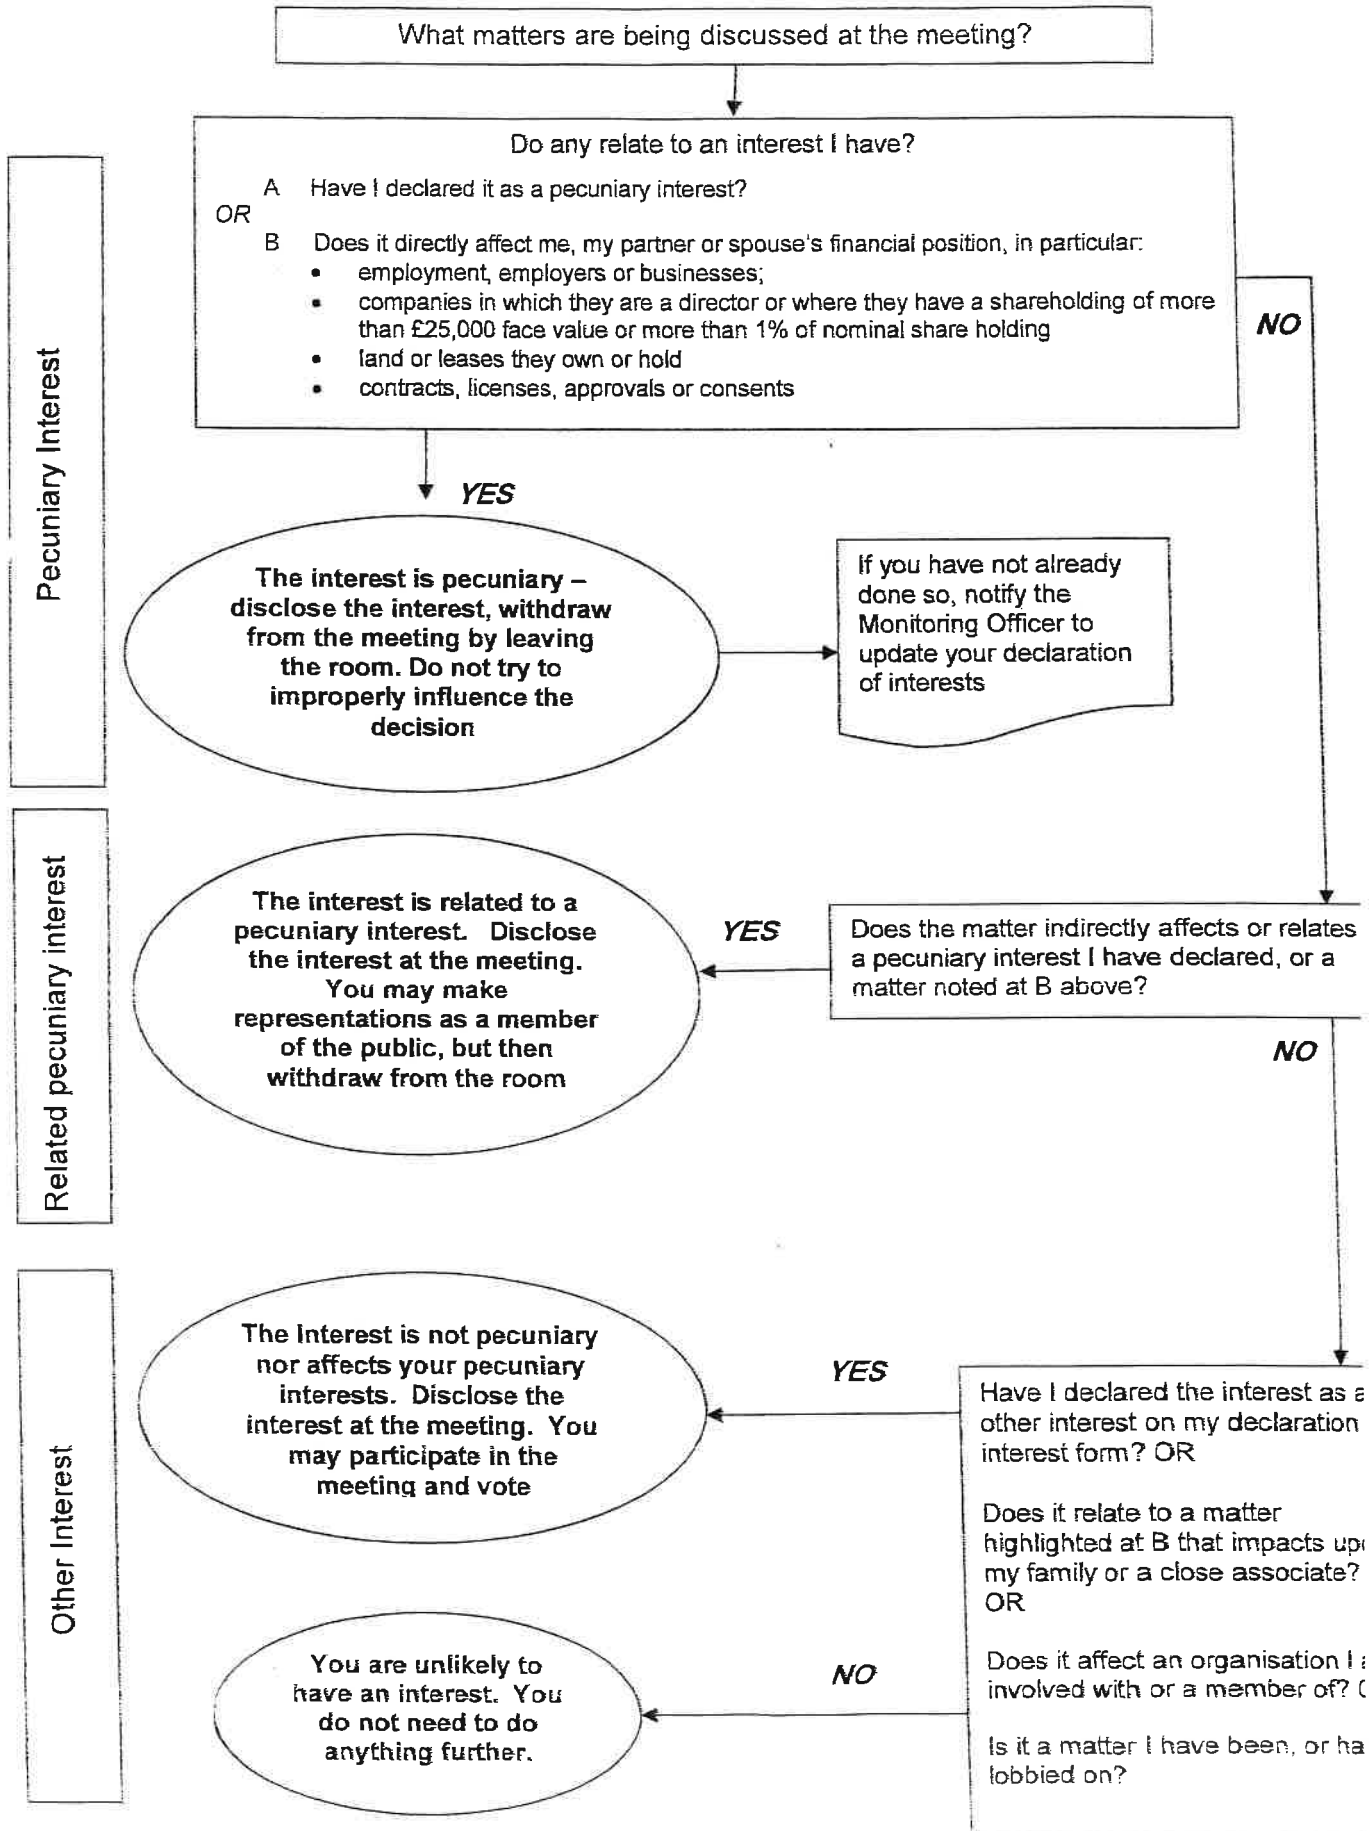 What matters are being discussed at the meeting?
Do any relate to an interest I have?
A Have I declared it as a pecuniary interest?
OR
B Does it directly affect me, my partner or spouse's financial position, in particular:
• employment, employers or businesses;
• companies in which they are a director or where they have a shareholding of more
than £25,000 face value or more than 1% of nominal share holding
• land or leases they own or hold
• contracts, licenses, approvals or consents
NO
Pecuniary Interest
YES
The interest is pecuniary –
disclose the interest, withdraw
from the meeting by leaving
the room. Do not try to
improperly influence the
decision
If you have not already
done so, notify the
Monitoring Officer to
update your declaration
of interests
Related pecuniary interest
The interest is related to a
pecuniary interest. Disclose
the interest at the meeting.
You may make
representations as a member
of the public, but then
withdraw from the room
YES
Does the matter indirectly affects or relates
a pecuniary interest I have declared, or a
matter noted at B above?
NO
Other Interest
The Interest is not pecuniary
nor affects your pecuniary
interests. Disclose the
interest at the meeting. You
may participate in the
meeting and vote
YES
Have I declared the interest as
other interest on my declaration
interest form? OR
Does it relate to a matter
highlighted at B that impacts
my family or a close associate?
OR
Does it affect an organisation I
involved with or a member of?
Is it a matter I have been, or
lobbied on?
NO
You are unlikely to
have an interest. You
do not need to do
anything further.